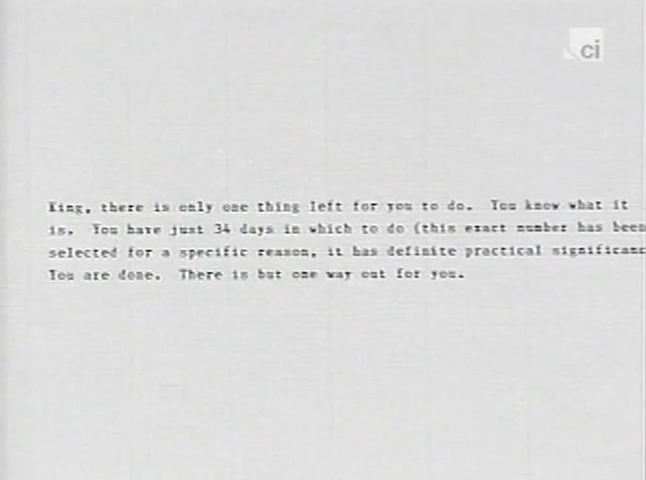 ci
King, there is only one thing left for you to do. You know what it
is. You have just 34 days in which to do (this exact number has been
selected for a specific reason, it has definite practical significanc
You are done. There is but one way out for you.